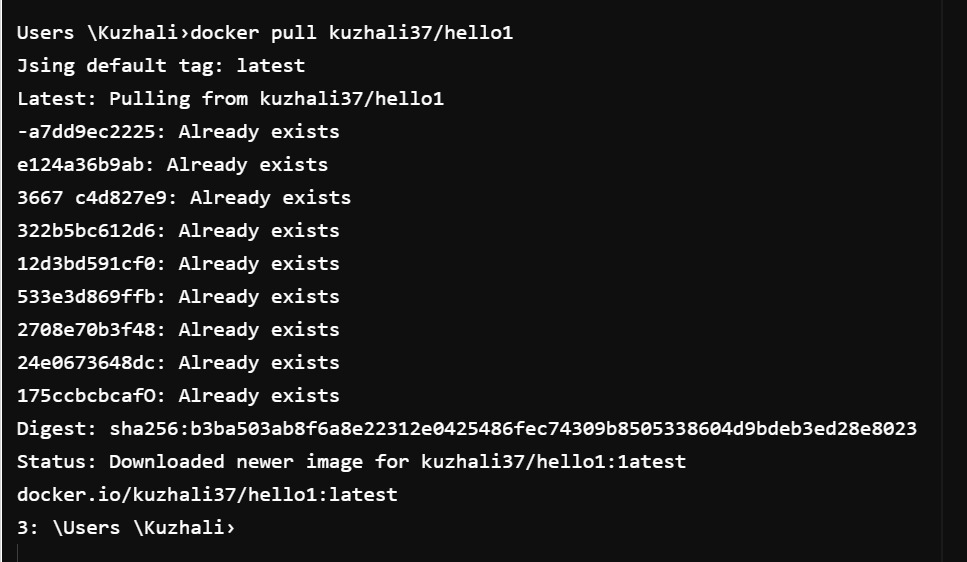 Users \Kuzhali›docker pull kuzhali37/hello1
Jsing default tag: latest
Latest: Pulling from kuzhali37/hello1
-a7dd9ec2225: Already exists
e124a36b9ab: Already exists
3667 c4d827e9: Already exists
322b5bc612d6: Already exists
12d3bd591cf0: Already exists
533e3d869ffb: Already exists
2708e70b3f48: Already exists
24e0673648dc: Already exists
175ccbcbcafO: Already exists
Digest: sha256:b3ba503ab8f6a8e22312e0425486fec74309b8505338604d9bdeb3ed28e8023
Status: Downloaded newer image for kuzhali37/hello1:1atest
docker.io/kuzhali37/hello1:latest
3: \Users \Kuzhali›